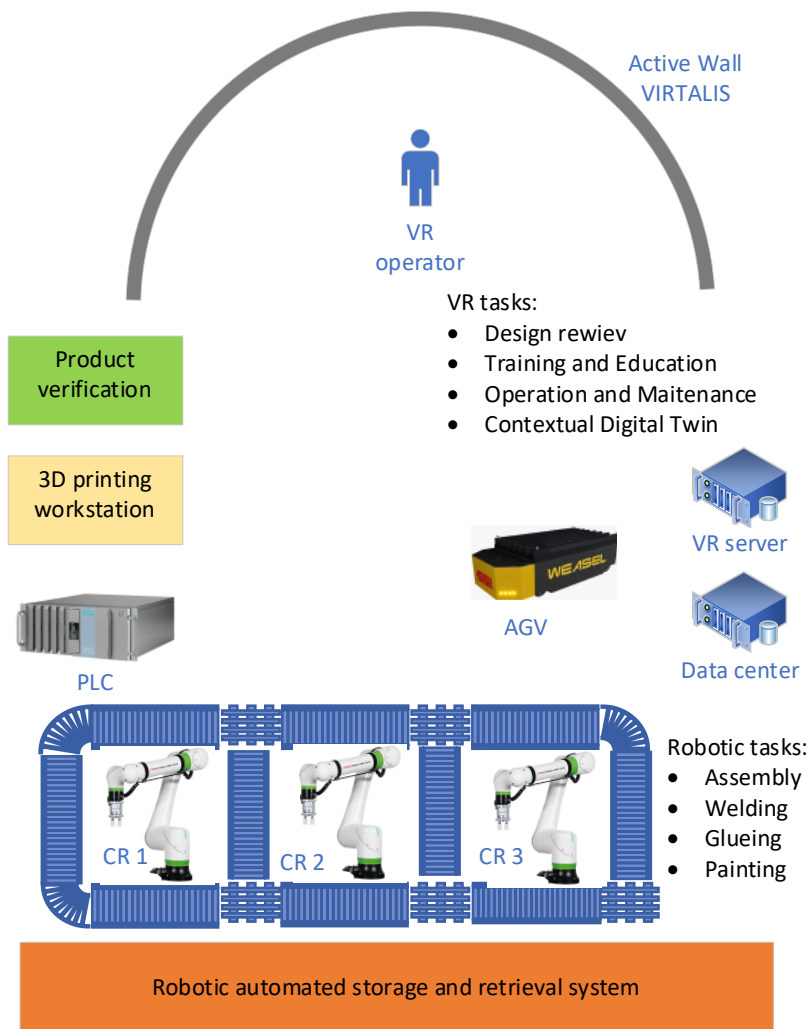 Active Wall
VIRTALIS
VR
operator
VR tasks:
• Design rewiev
• Training and Education
• Operation and Maitenance
• Contextual Digital Twin
Product
verification
3D printing
workstation
VR server
WEASEL
AGV
Data center
PLC
Robotic tasks:
• Assembly
• Welding
• Glueing
• Painting
CR 1
CR 2
CR 3
Robotic automated storage and retrieval system